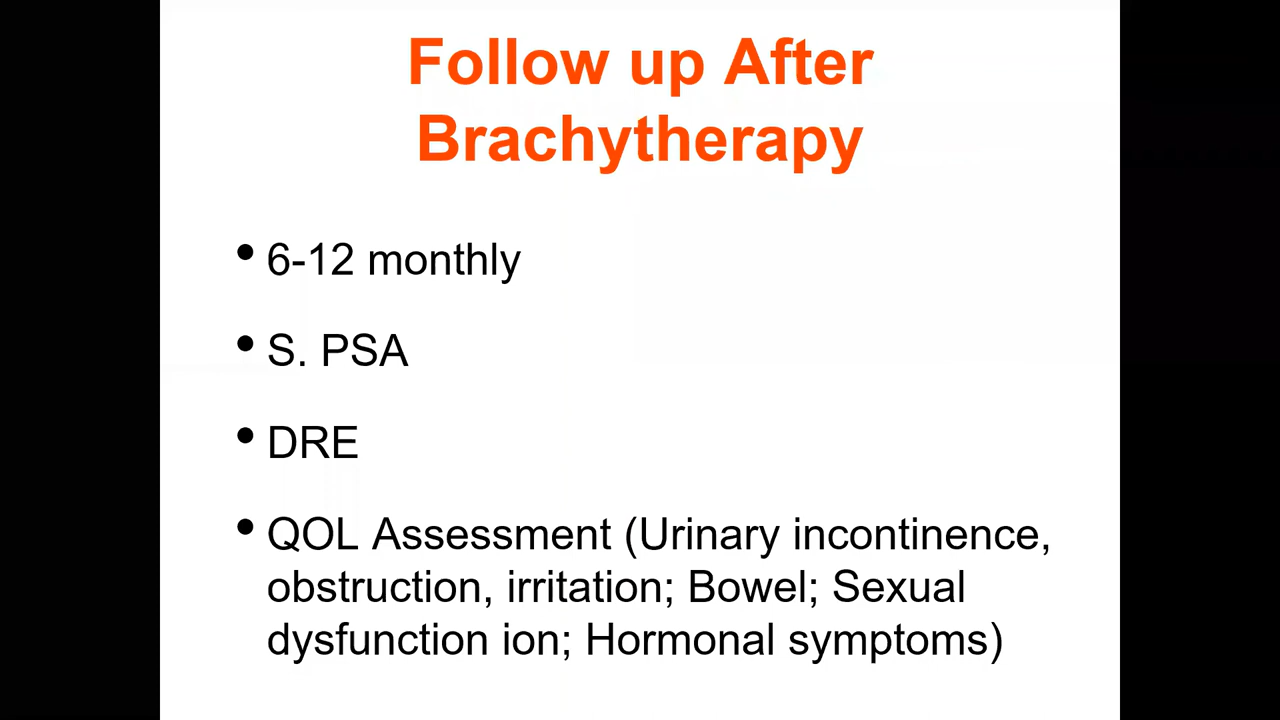 Follow up After
Brachytherapy
• 6-12 monthly
• S. PSA
• DRE
• QOL Assessment (Urinary incontinence,
obstruction, irritation; Bowel; Sexual
dysfunction ion; Hormonal symptoms)